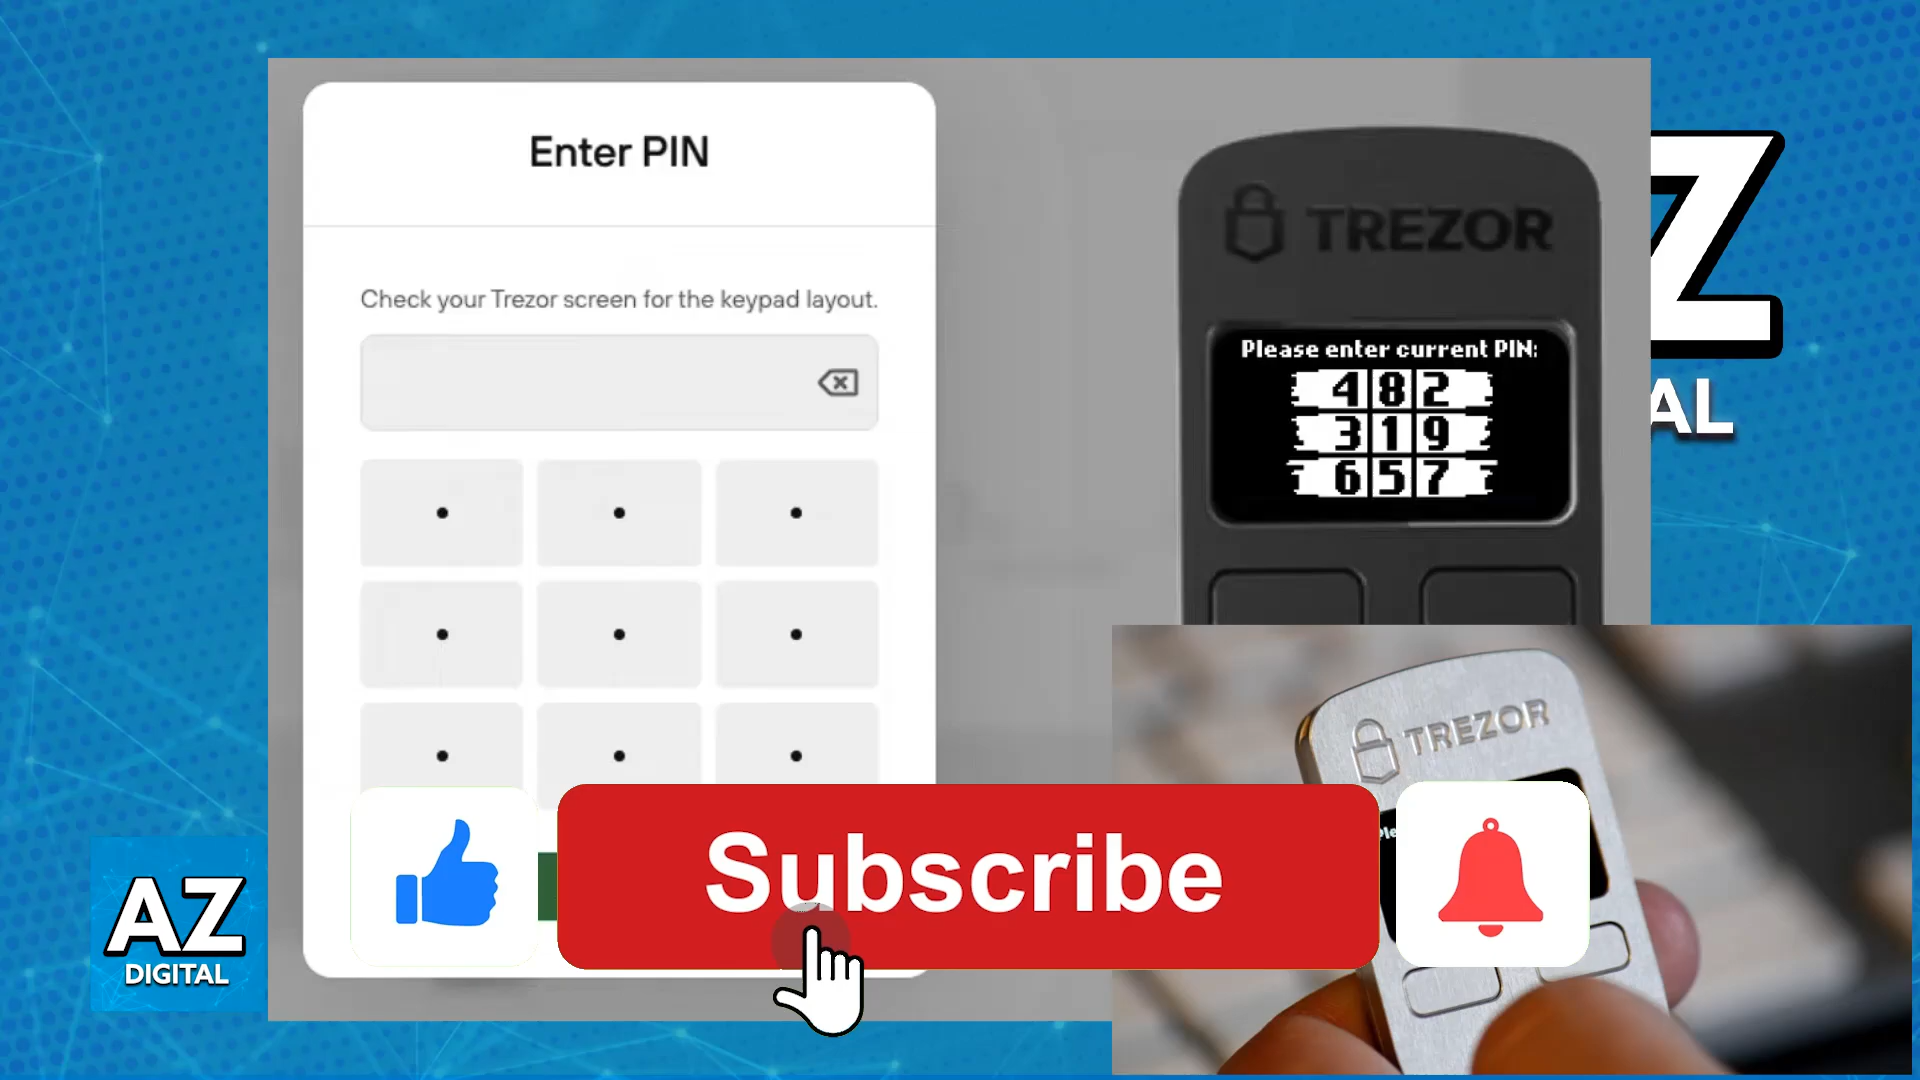 Enter PIN
Check your Trezor screen for the keypad layout.
TREZOR
Please enter current PIN:
4 8 2
3 1 9
6 5 7
Z
AL
TREZOR
Ple
Subscribe
AZ
DIGITAL